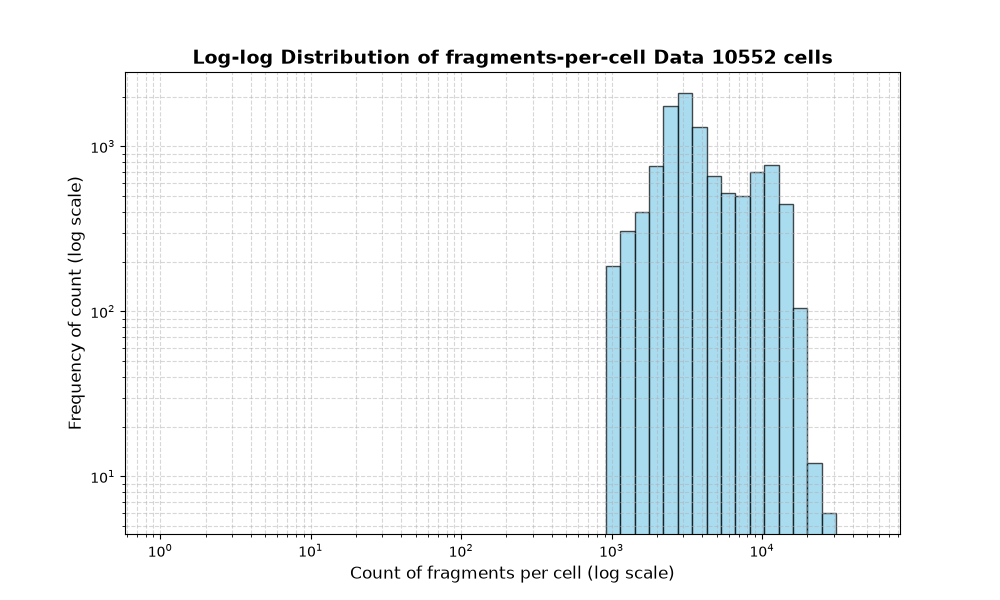 Log-log Distribution of fragments-per-cell Data 10552 cells
Frequency of count (log scale)
10³
10²
10¹
10⁰ 10¹ 10² 10³ 10⁴
Count of fragments per cell (log scale)